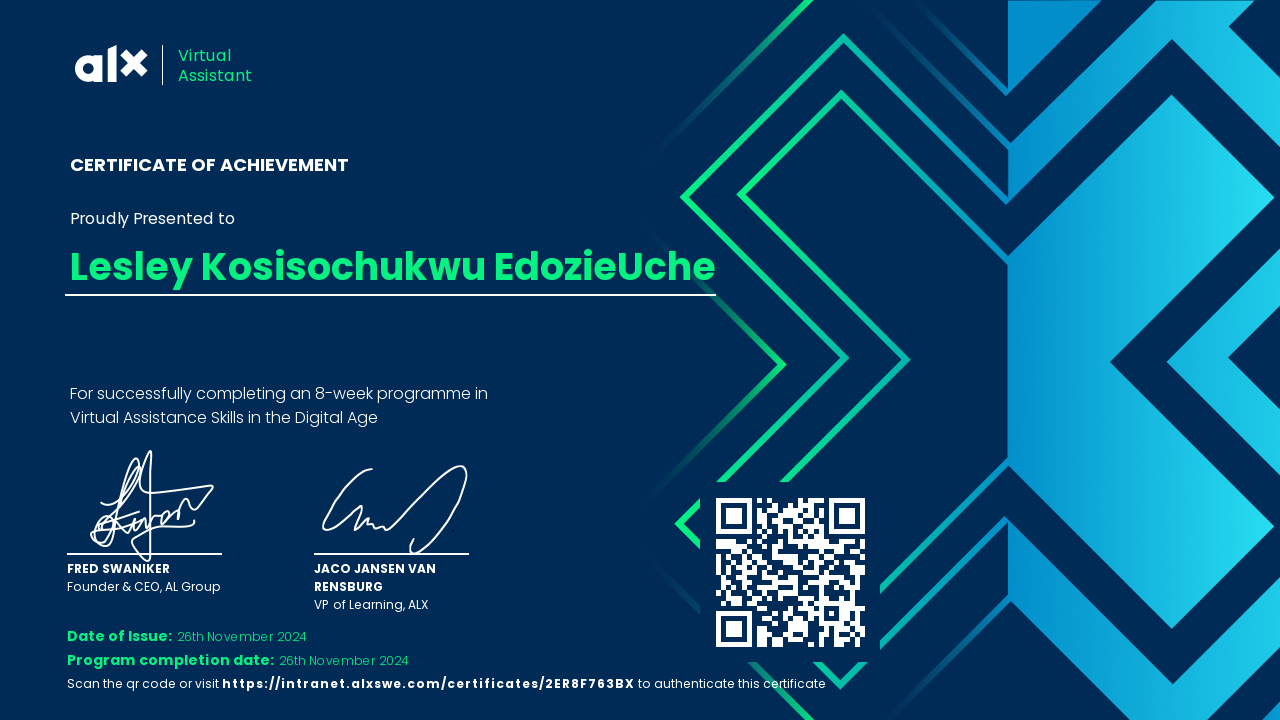 alx
Virtual
Assistant
CERTIFICATE OF ACHIEVEMENT
Proudly Presented to
Lesley Kosisochukwu EdozieUche
For successfully completing an 8-week programme in
Virtual Assistance Skills in the Digital Age
FRED SWANIKER
Founder & CEO, AL Group
JACO JANSEN VAN
RENSBURG
VP of Learning, ALX
Date of Issue: 26th November 2024
Program completion date: 26th November 2024
Scan the qr code or visit https://intranet.alxswe.com/certificates/2ER8F763BX to authenticate this certificate